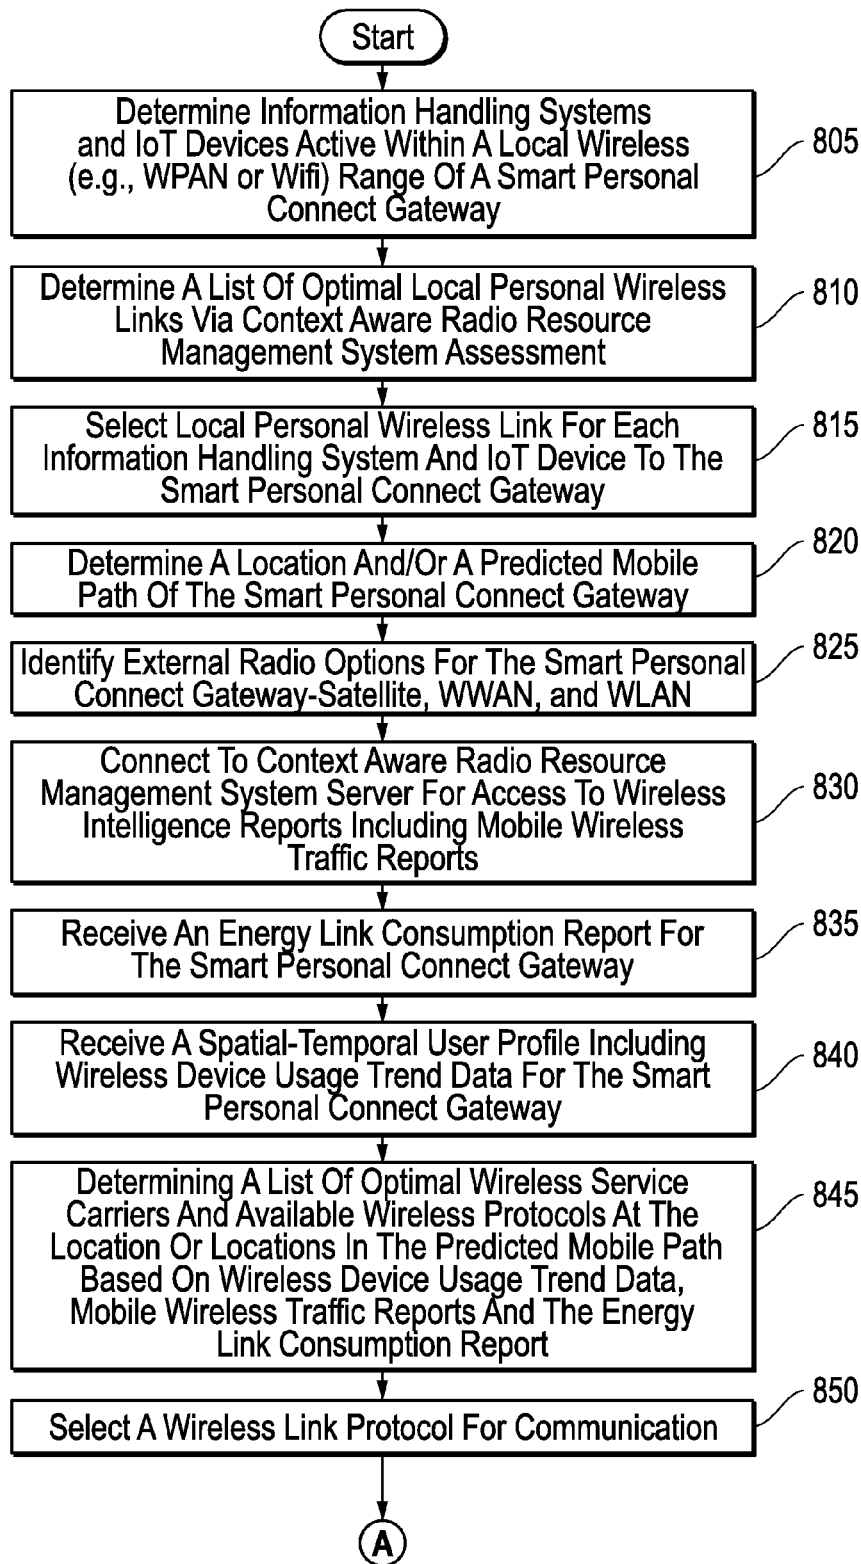 Start
Determine Information Handling Systems
and IoT Devices Active Within A Local Wireless
(e.g., WPAN or Wifi) Range Of A Smart Personal
Connect Gateway
805
Determine A List Of Optimal Local Personal Wireless
Links Via Context Aware Radio Resource
Management System Assessment
810
Select Local Personal Wireless Link For Each
Information Handling System And IoT Device To The
Smart Personal Connect Gateway
815
Determine A Location And/Or A Predicted Mobile
Path Of The Smart Personal Connect Gateway
820
Identify External Radio Options For The Smart Personal
Connect Gateway-Satellite, WWAN, and WLAN
825
Connect To Context Aware Radio Resource
Management System Server For Access To Wireless
Intelligence Reports Including Mobile Wireless
Traffic Reports
830
Receive An Energy Link Consumption Report For
The Smart Personal Connect Gateway
835
Receive A Spatial-Temporal User Profile Including
Wireless Device Usage Trend Data For The Smart
Personal Connect Gateway
840
Determining A List Of Optimal Wireless Service
Carriers And Available Wireless Protocols At The
Location Or Locations In The Predicted Mobile Path
Based On Wireless Device Usage Trend Data,
Mobile Wireless Traffic Reports And The Energy
Link Consumption Report
845
Select A Wireless Link Protocol For Communication
850
A